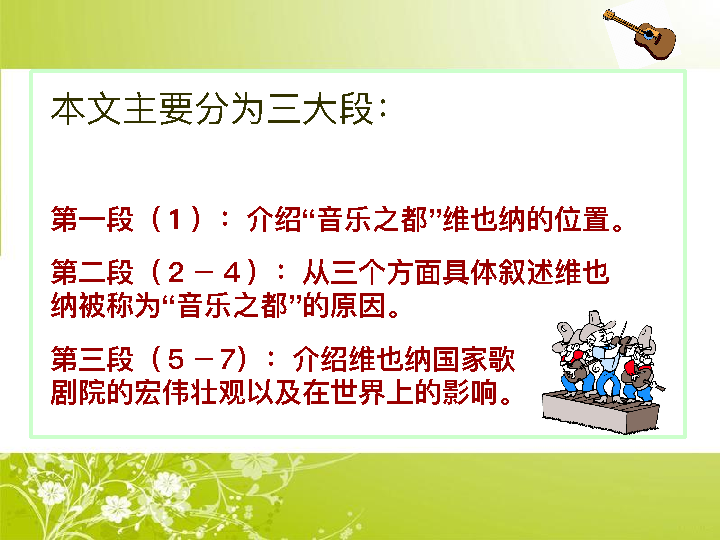 本文主要分为三大段：
第一段（1）：介绍“音乐之都”维也纳的位置。
第二段（2－4）：从三个方面具体叙述维也
纳被称为“音乐之都”的原因。
第三段（5－7）：介绍维也纳国家歌
剧院的宏伟壮观以及在世界上的影响。